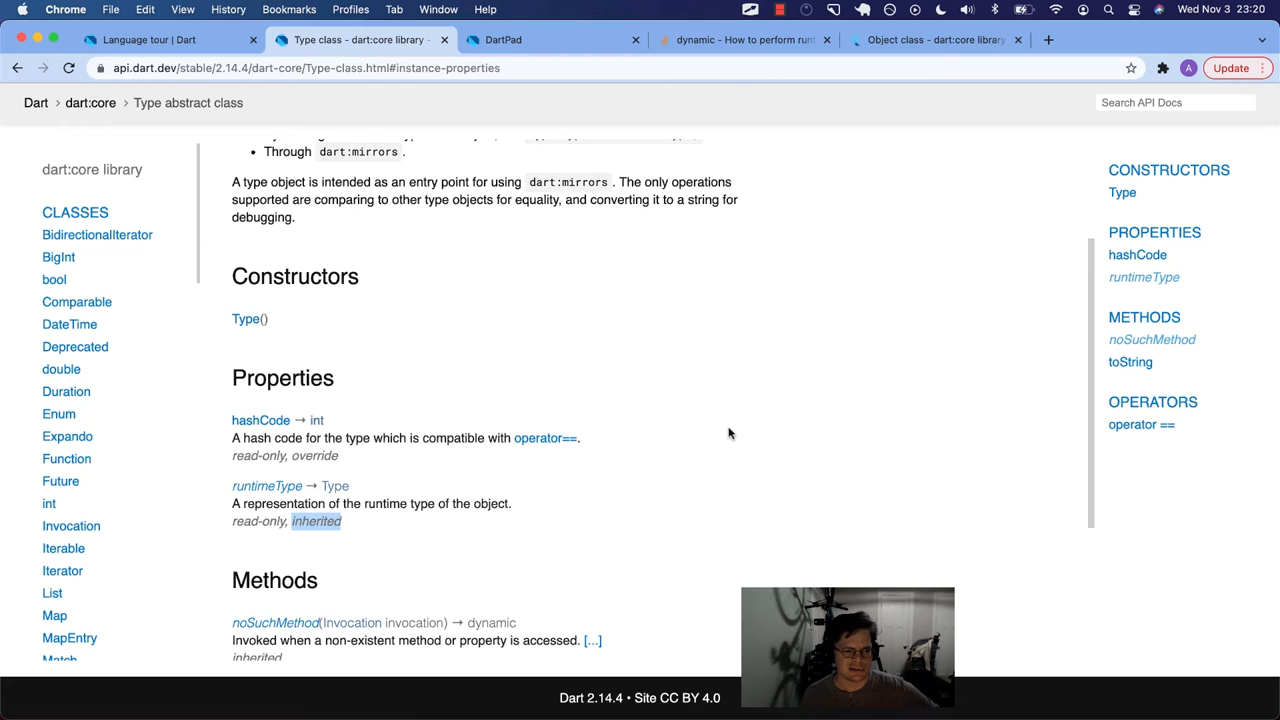 Chrome File Edit View History Bookmarks Profiles Tab Window Help Wed Nov 3 23:20
Language tour | Dart
Type class - dart:core library -
DartPad
dynamic - How to perform runt
Object class - dart:core library
api.dart.dev/stable/2.14.4/dart-core/Type-class.html#instance-properties
A
Update
Dart > dart:core > Type abstract class
Search API Docs
dart:core library
CLASSES
BidirectionalIterator
BigInt
bool
Comparable
DateTime
Deprecated
double
Duration
Enum
Expando
Function
Future
int
Invocation
Iterable
Iterator
List
Map
MapEntry
Match
• Through dart:mirrors.
A type object is intended as an entry point for using dart:mirrors. The only operations
supported are comparing to other type objects for equality, and converting it to a string for
debugging.
Constructors
Type()
Properties
hashCode → int
A hash code for the type which is compatible with operator==.
read-only, override
runtimeType → Type
A representation of the runtime type of the object.
read-only, inherited
Methods
noSuchMethod(Invocation invocation) → dynamic
Invoked when a non-existent method or property is accessed. [...]
inherited
CONSTRUCTORS
Type
PROPERTIES
hashCode
runtimeType
METHODS
noSuchMethod
toString
OPERATORS
operator ==
Dart 2.14.4 • Site CC BY 4.0